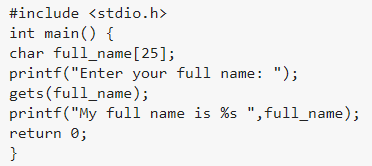 #include <stdio.h>
int main() {
char full_name[25];
printf("Enter your full name: ");
gets(full_name);
printf("My full name is %s ",full_name);
return 0;
}